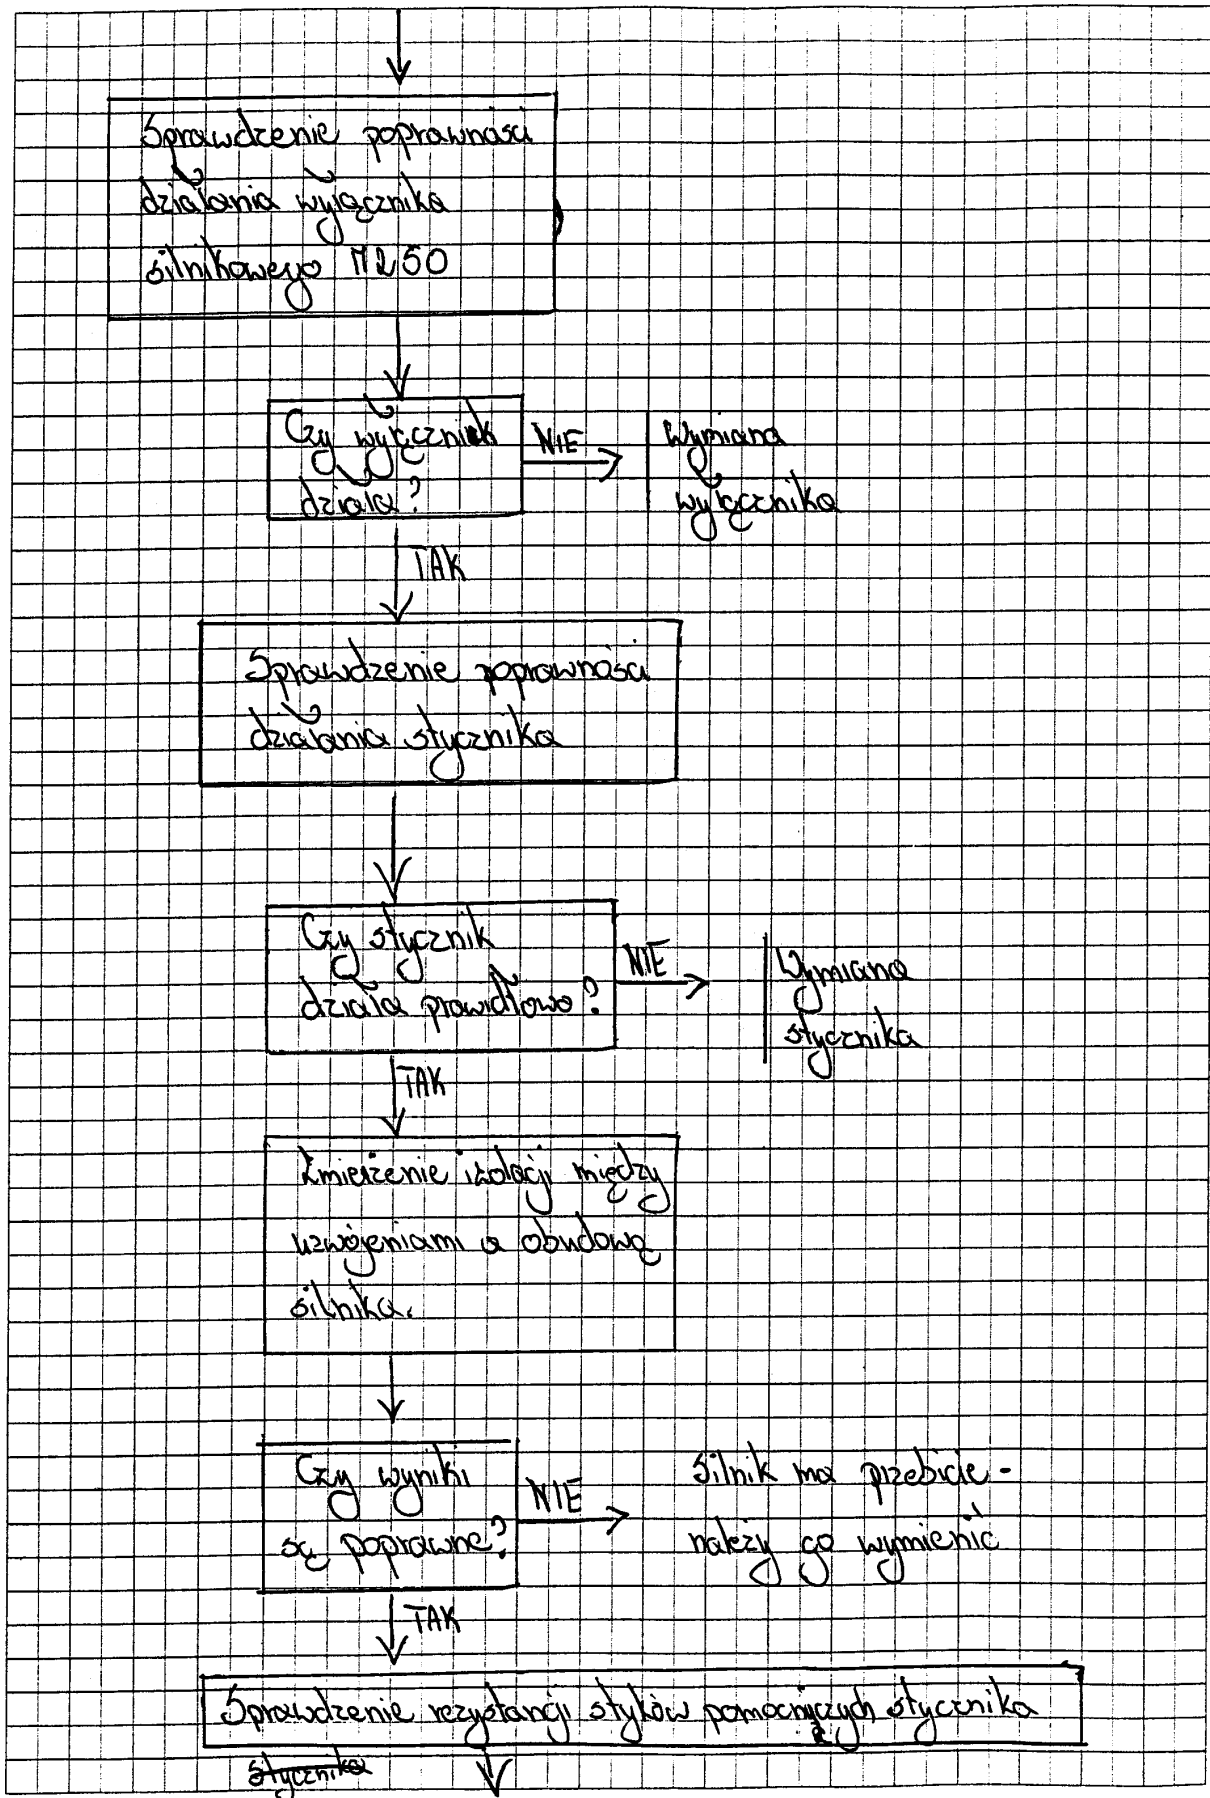 Sprawdzenie poprawności
działania wyłącznika
silnikowego M250
Czy wyłącznik
działa?
NIE
Wymiana
wyłącznika
TAK
Sprawdzenie poprawności
działania stycznika
Czy stycznik
działa prawidłowo?
NIE
Wymiana
stycznika
TAK
Zmierzenie izolacji między
uzwojeniami a obudową
silnika.
Czy wyniki
są poprawne?
NIE
Silnik ma przebicie -
należy go wymienić
TAK
Sprawdzenie rezystancji styków pomocniczych stycznika
stycznika